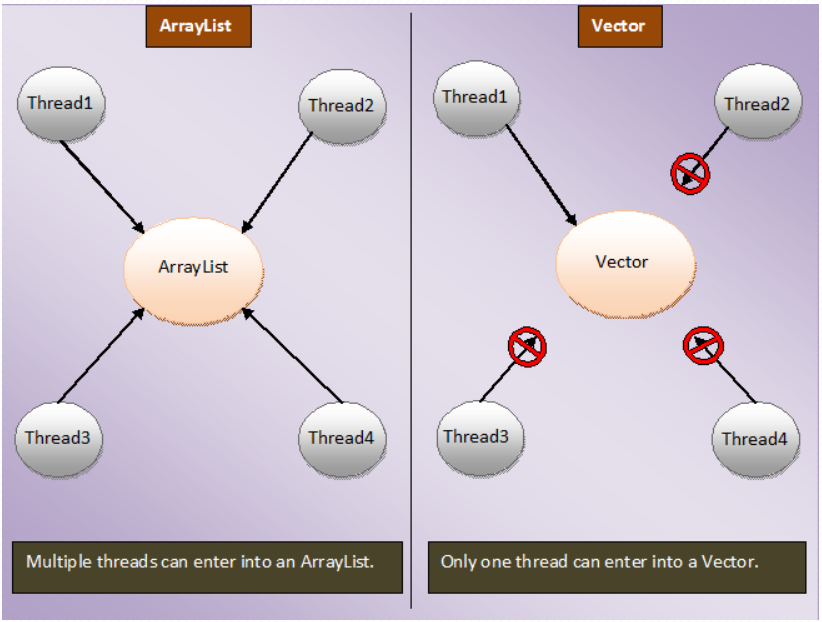 ArrayList
Thread1
Thread2
ArrayList
Thread3
Thread4
Multiple threads can enter into an ArrayList.
Vector
Thread1
Thread2
Vector
Thread3
Thread4
Only one thread can enter into a Vector.